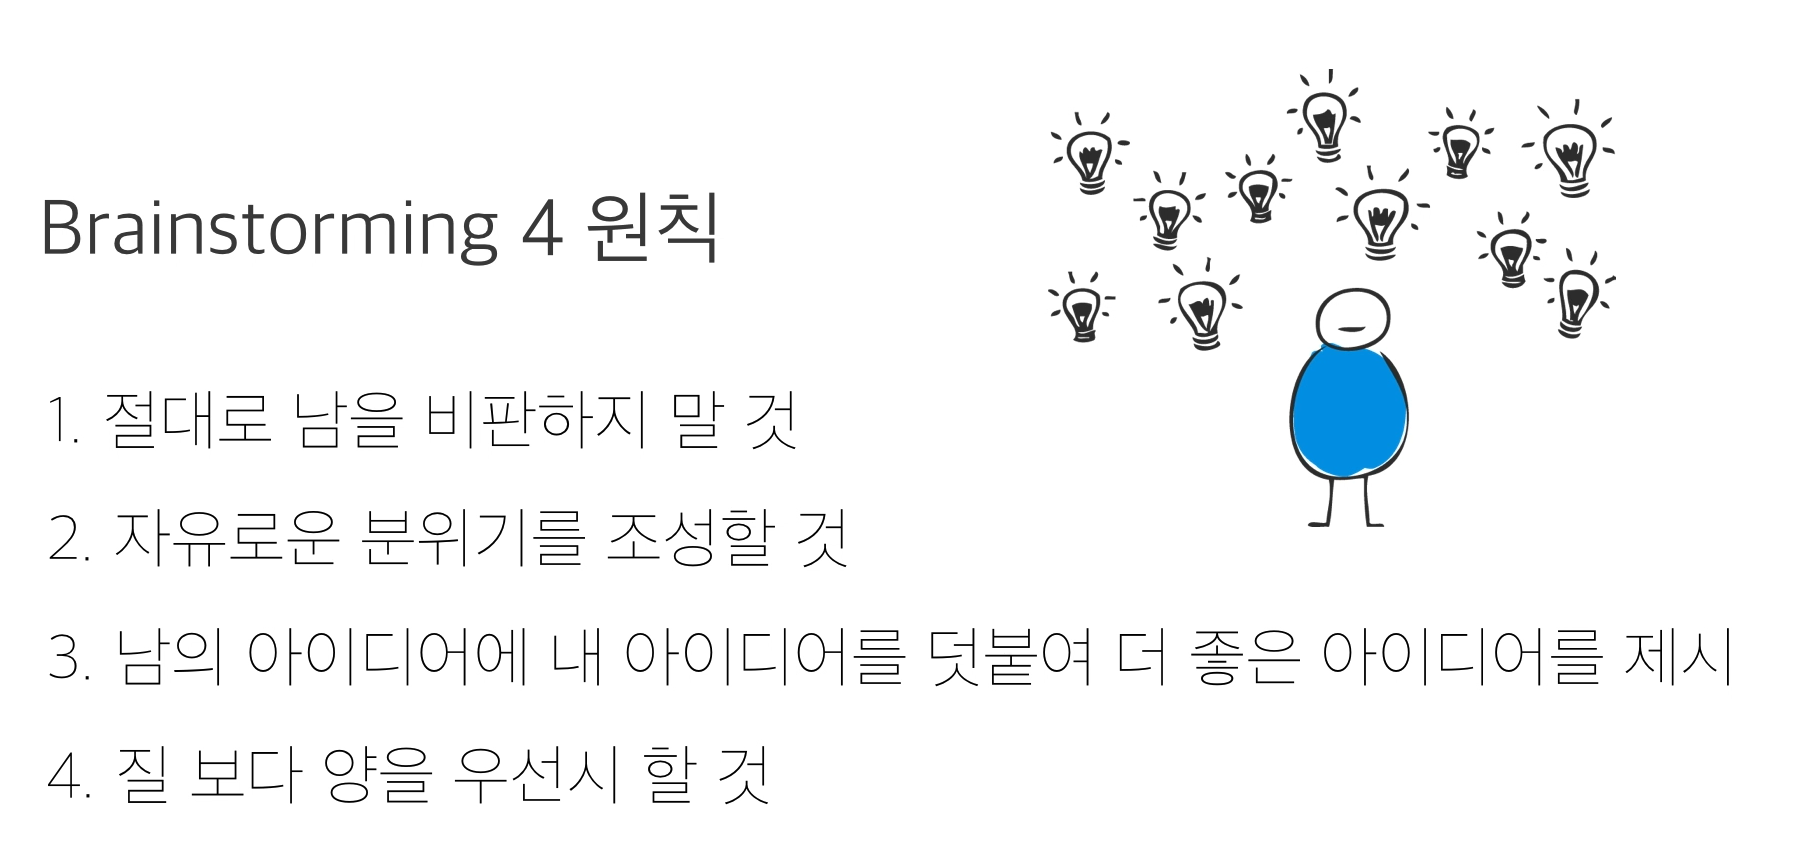 Brainstorming 4 원칙
1. 절대로 남을 비판하지 말 것
2. 자유로운 분위기를 조성할 것
3. 남의 아이디어에 내 아이디어를 덧붙여 더 좋은 아이디어를 제시
4. 질 보다 양을 우선시 할 것